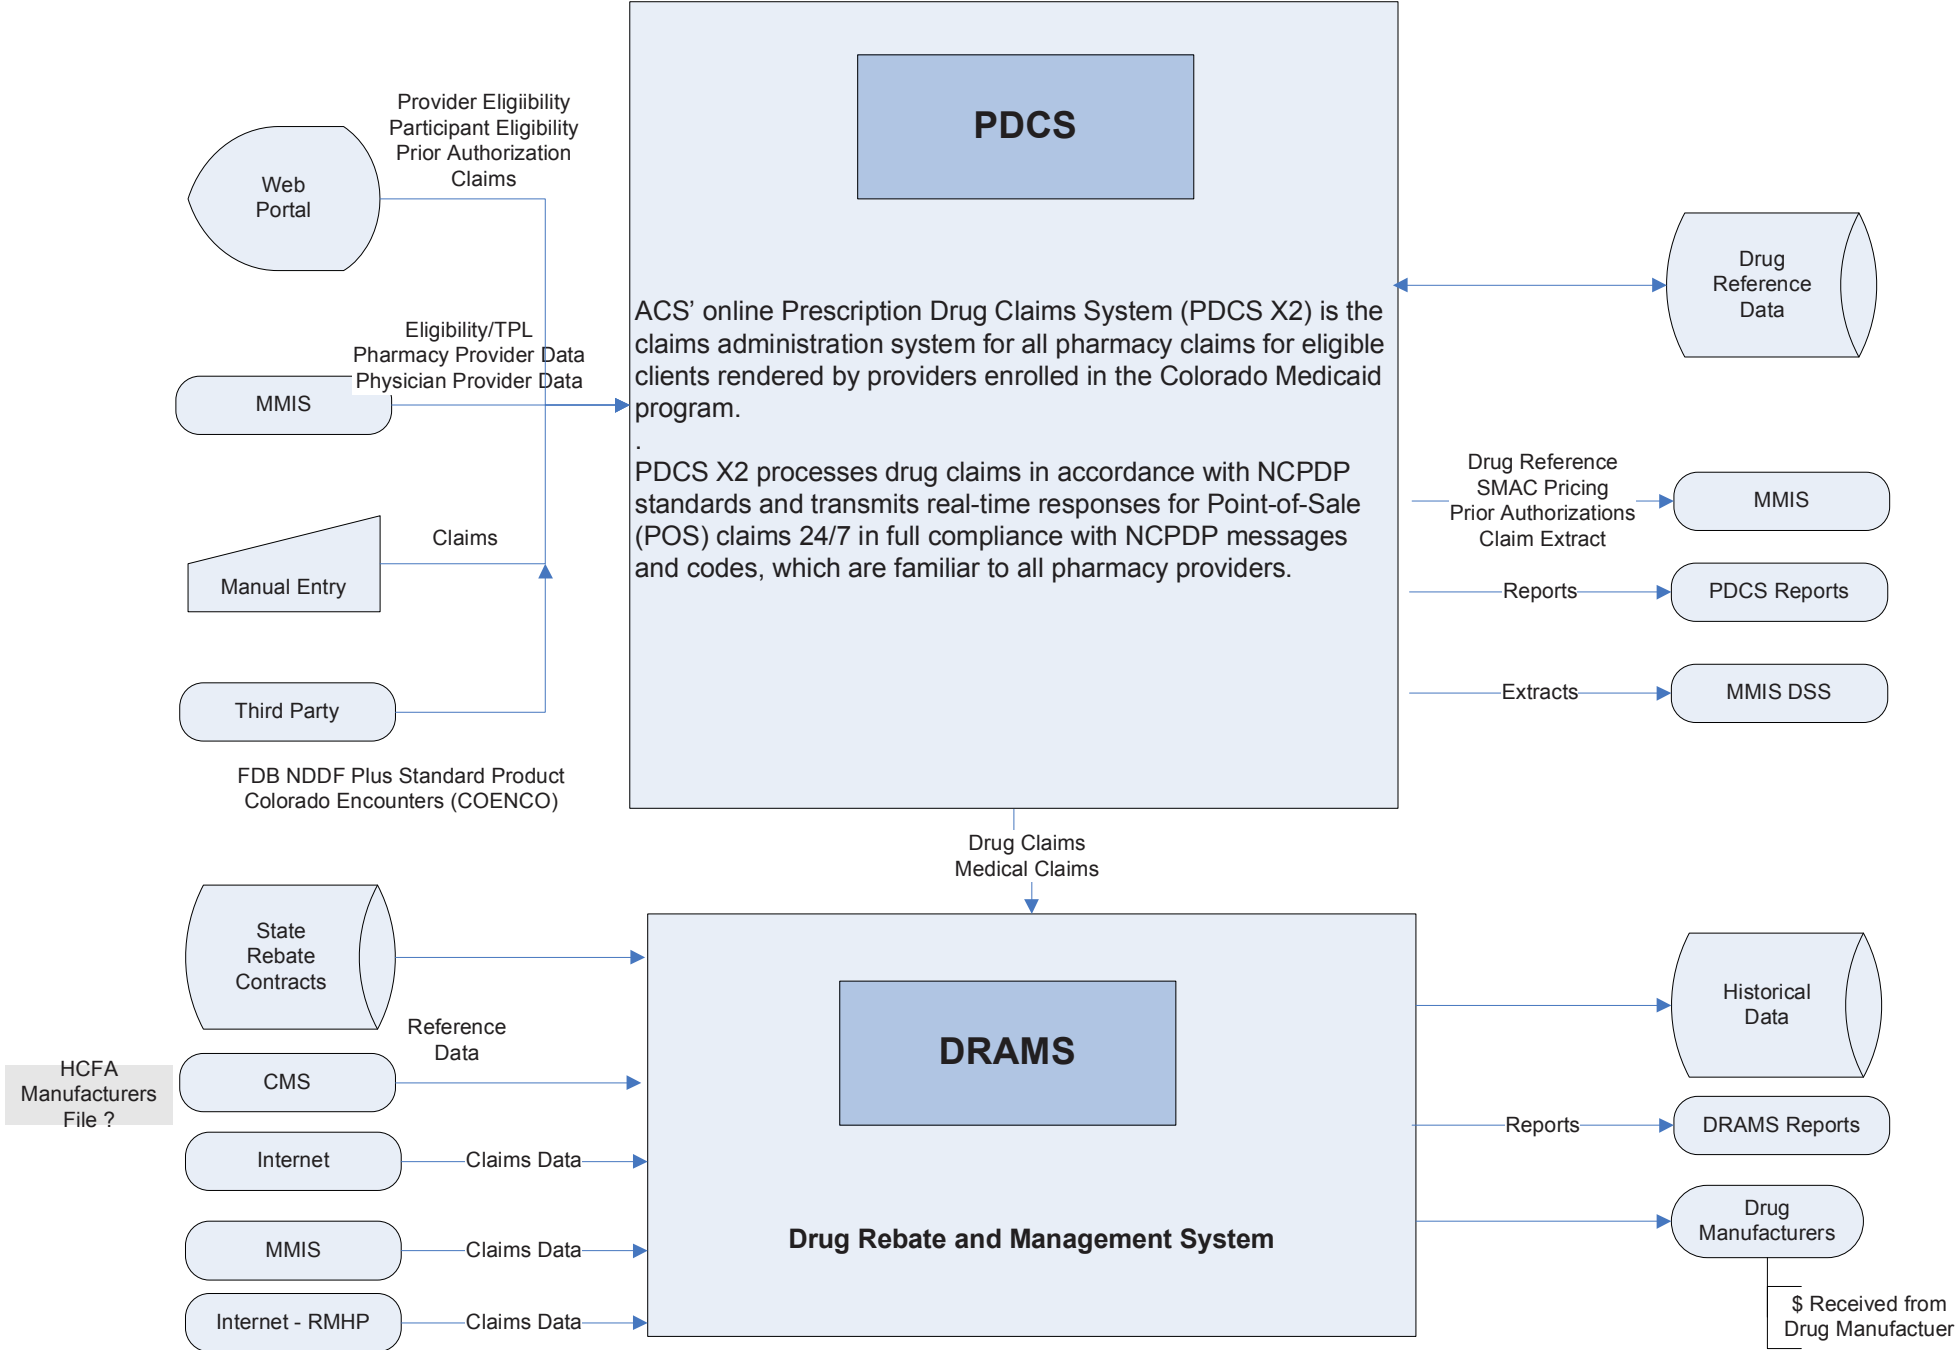 PDCS
Provider Eligiibility
Participant Eligibility
Prior Authorization
Claims
Web
Portal
Eligibility/TPL
Pharmacy Provider Data
Physician Provider Data
MMIS
Claims
Manual Entry
Third Party
FDB NDDF Plus Standard Product
Colorado Encounters (COENCO)
ACS’ online Prescription Drug Claims System (PDCS X2) is the
claims administration system for all pharmacy claims for eligible
clients rendered by providers enrolled in the Colorado Medicaid
program.
.
PDCS X2 processes drug claims in accordance with NCPDP
standards and transmits real-time responses for Point-of-Sale
(POS) claims 24/7 in full compliance with NCPDP messages
and codes, which are familiar to all pharmacy providers.
Drug
Reference
Data
Drug Reference
SMAC Pricing
Prior Authorizations
Claim Extract
MMIS
Reports
PDCS Reports
Extracts
MMIS DSS
Drug Claims
Medical Claims
State
Rebate
Contracts
Reference
Data
HCFA
Manufacturers
File ?
CMS
Internet
Claims Data
MMIS
Claims Data
Internet - RMHP
Claims Data
DRAMS
Drug Rebate and Management System
Historical
Data
Reports
DRAMS Reports
Drug
Manufacturers
$ Received from
Drug Manufactuer